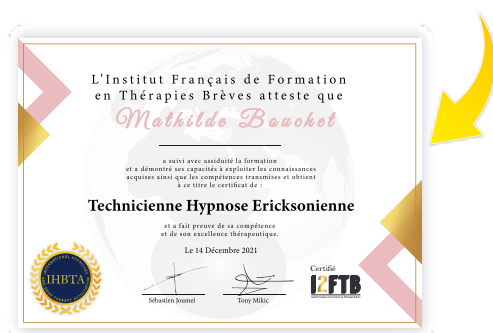 L'Institut Français de Formation
en Thérapies Brèves atteste que
Mathilde Bouchet
a suivi avec assiduité la formation
et a démontré ses capacités à exploiter les connaissances
acquises ainsi que les compétences transmises et obtient
à ce titre le certificat de :
Technicienne Hypnose Ericksonienne
et a fait preuve de sa compétence
et de son excellence thérapeutique.
Le 14 Décembre 2021
Sébastien Joumel
Tony Mikic
Certifié
I2FTB
IHBTA